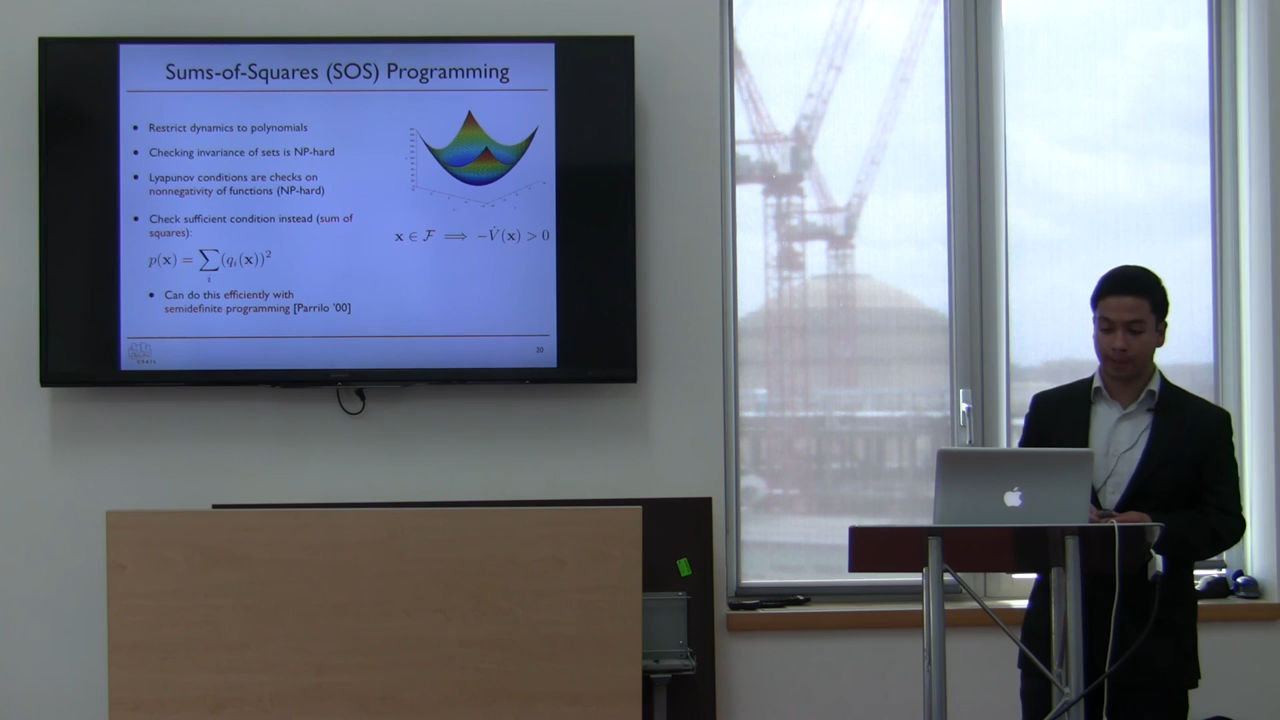 Sums-of-Squares (SOS) Programming
• Restrict dynamics to polynomials
• Checking invariance of sets is NP-hard
• Lyapunov conditions are checks on
nonnegativity of functions (NP-hard)
• Check sufficient condition instead (sum of
squares):
x ∈ F ⟹ −V̇(x) > 0
p(x) = ∑ᵢ (qᵢ(x))²
• Can do this efficiently with
semidefinite programming [Parrilo '00]
20